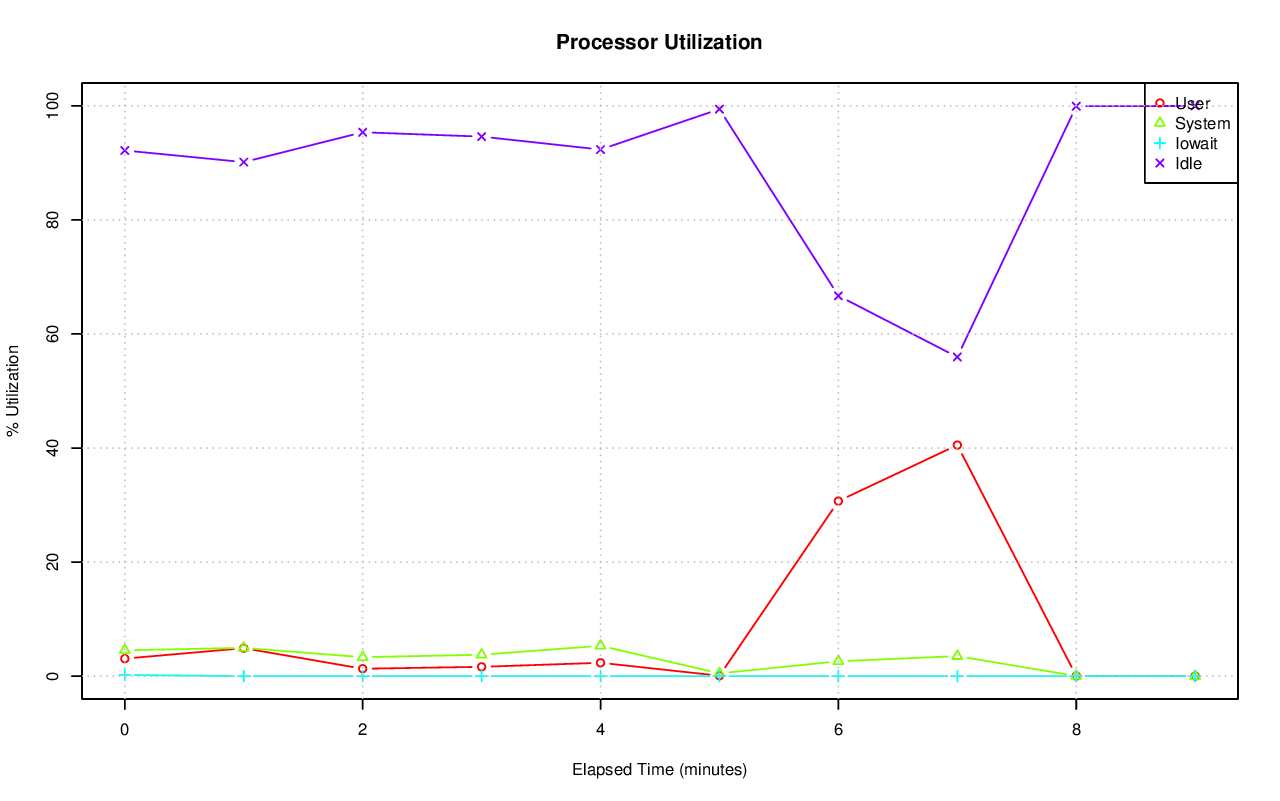 Processor Utilization
User
System
Iowait
Idle
% Utilization
100
80
60
40
20
0
0 2 4 6 8
Elapsed Time (minutes)